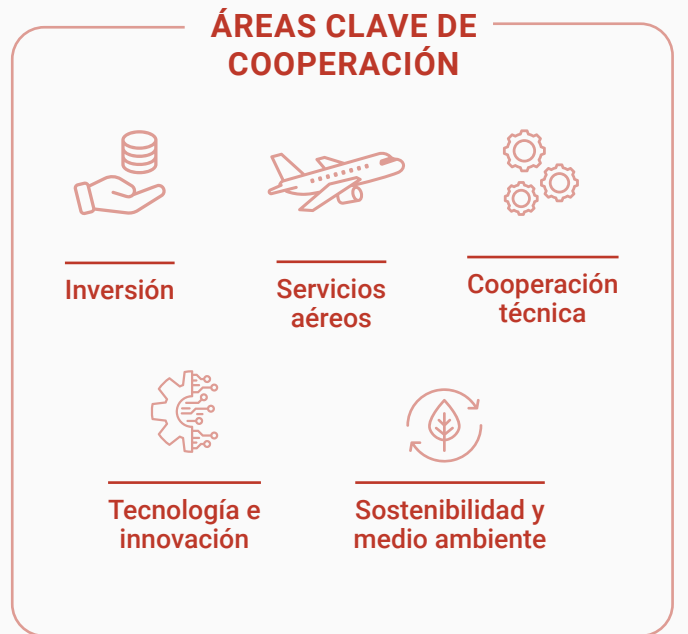 ÁREAS CLAVE DE
COOPERACIÓN
Inversión
Servicios
aéreos
Cooperación
técnica
Tecnología e
innovación
Sostenibilidad y
medio ambiente